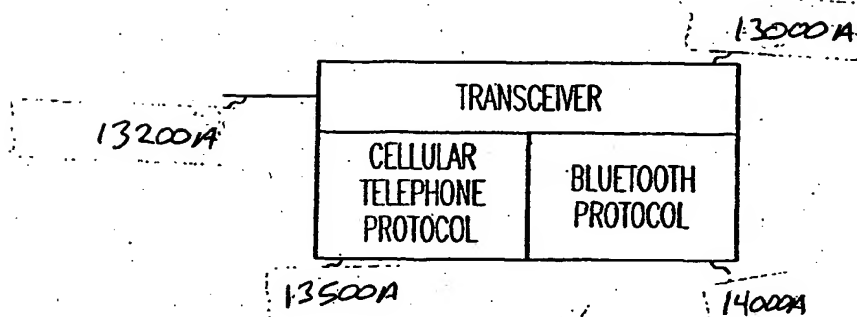 13000A
TRANSCEIVER
13200A
CELLULAR
TELEPHONE
PROTOCOL
BLUETOOTH
PROTOCOL
13500A
14000A